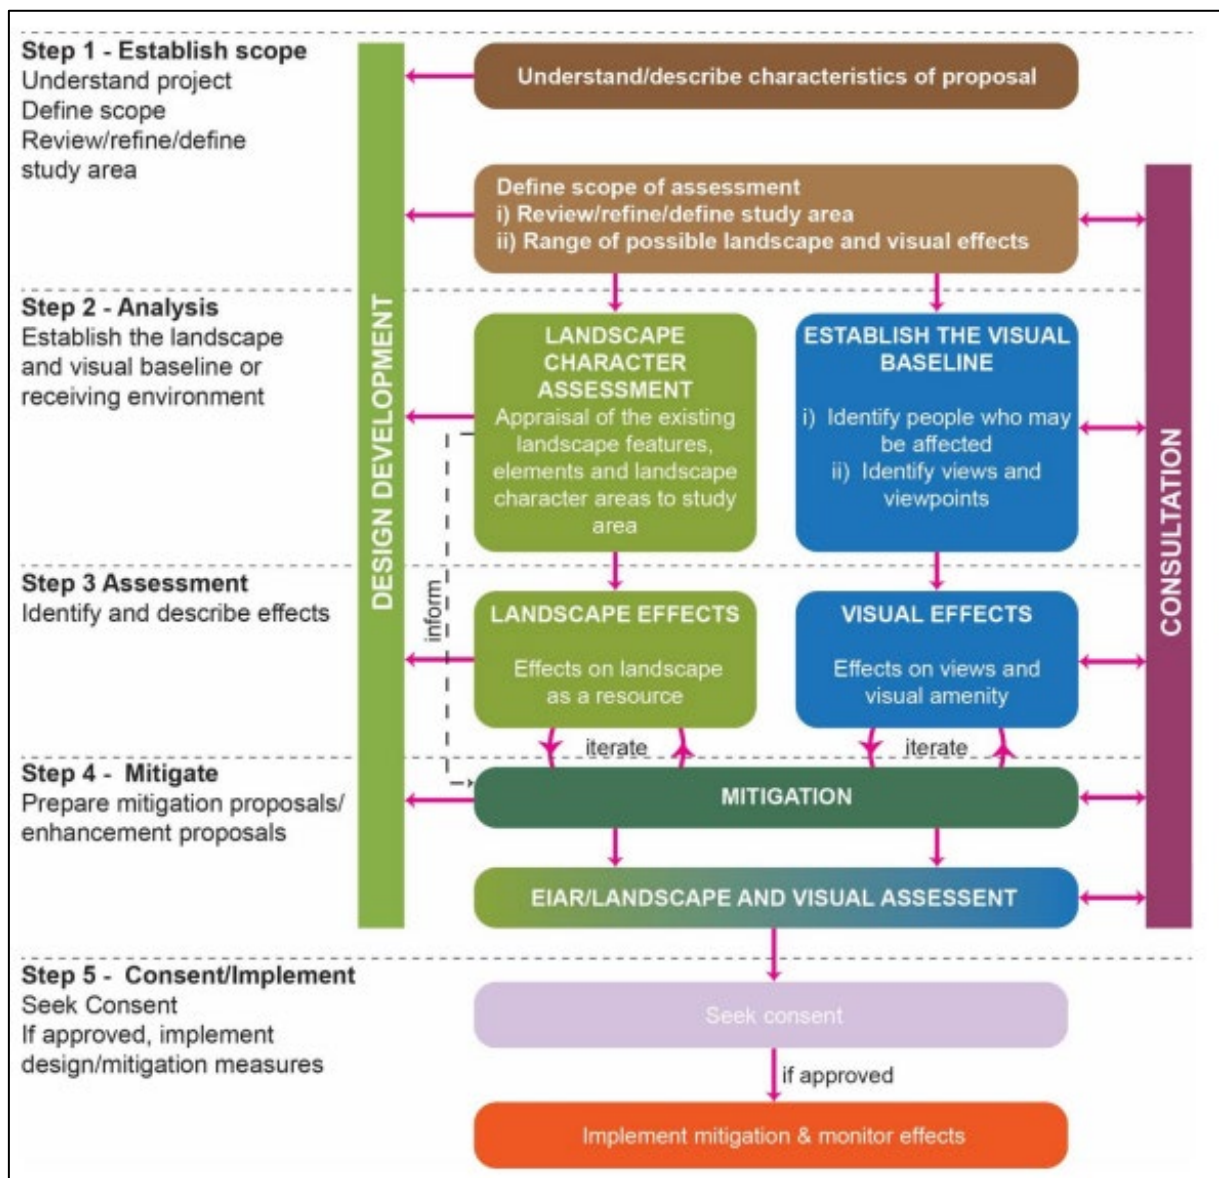 Step 1 - Establish scope
Understand project
Define scope
Review/refine/define
study area
Understand/describe characteristics of proposal
Define scope of assessment
i) Review/refine/define study area
ii) Range of possible landscape and visual effects
DESIGN DEVELOPMENT
CONSULTATION
Step 2 - Analysis
Establish the landscape
and visual baseline or
receiving environment
LANDSCAPE
CHARACTER
ASSESSMENT
Appraisal of the existing
landscape features,
elements and landscape
character areas to study
area
ESTABLISH THE VISUAL
BASELINE
i) Identify people who may
be affected
ii) Identify views and
viewpoints
inform
Step 3 Assessment
Identify and describe effects
LANDSCAPE EFFECTS
Effects on landscape
as a resource
VISUAL EFFECTS
Effects on views and
visual amenity
iterate
iterate
Step 4 - Mitigate
Prepare mitigation proposals/
enhancement proposals
MITIGATION
EIAR/LANDSCAPE AND VISUAL ASSESSENT
Step 5 - Consent/Implement
Seek Consent
If approved, implement
design/mitigation measures
Seek consent
if approved
Implement mitigation & monitor effects